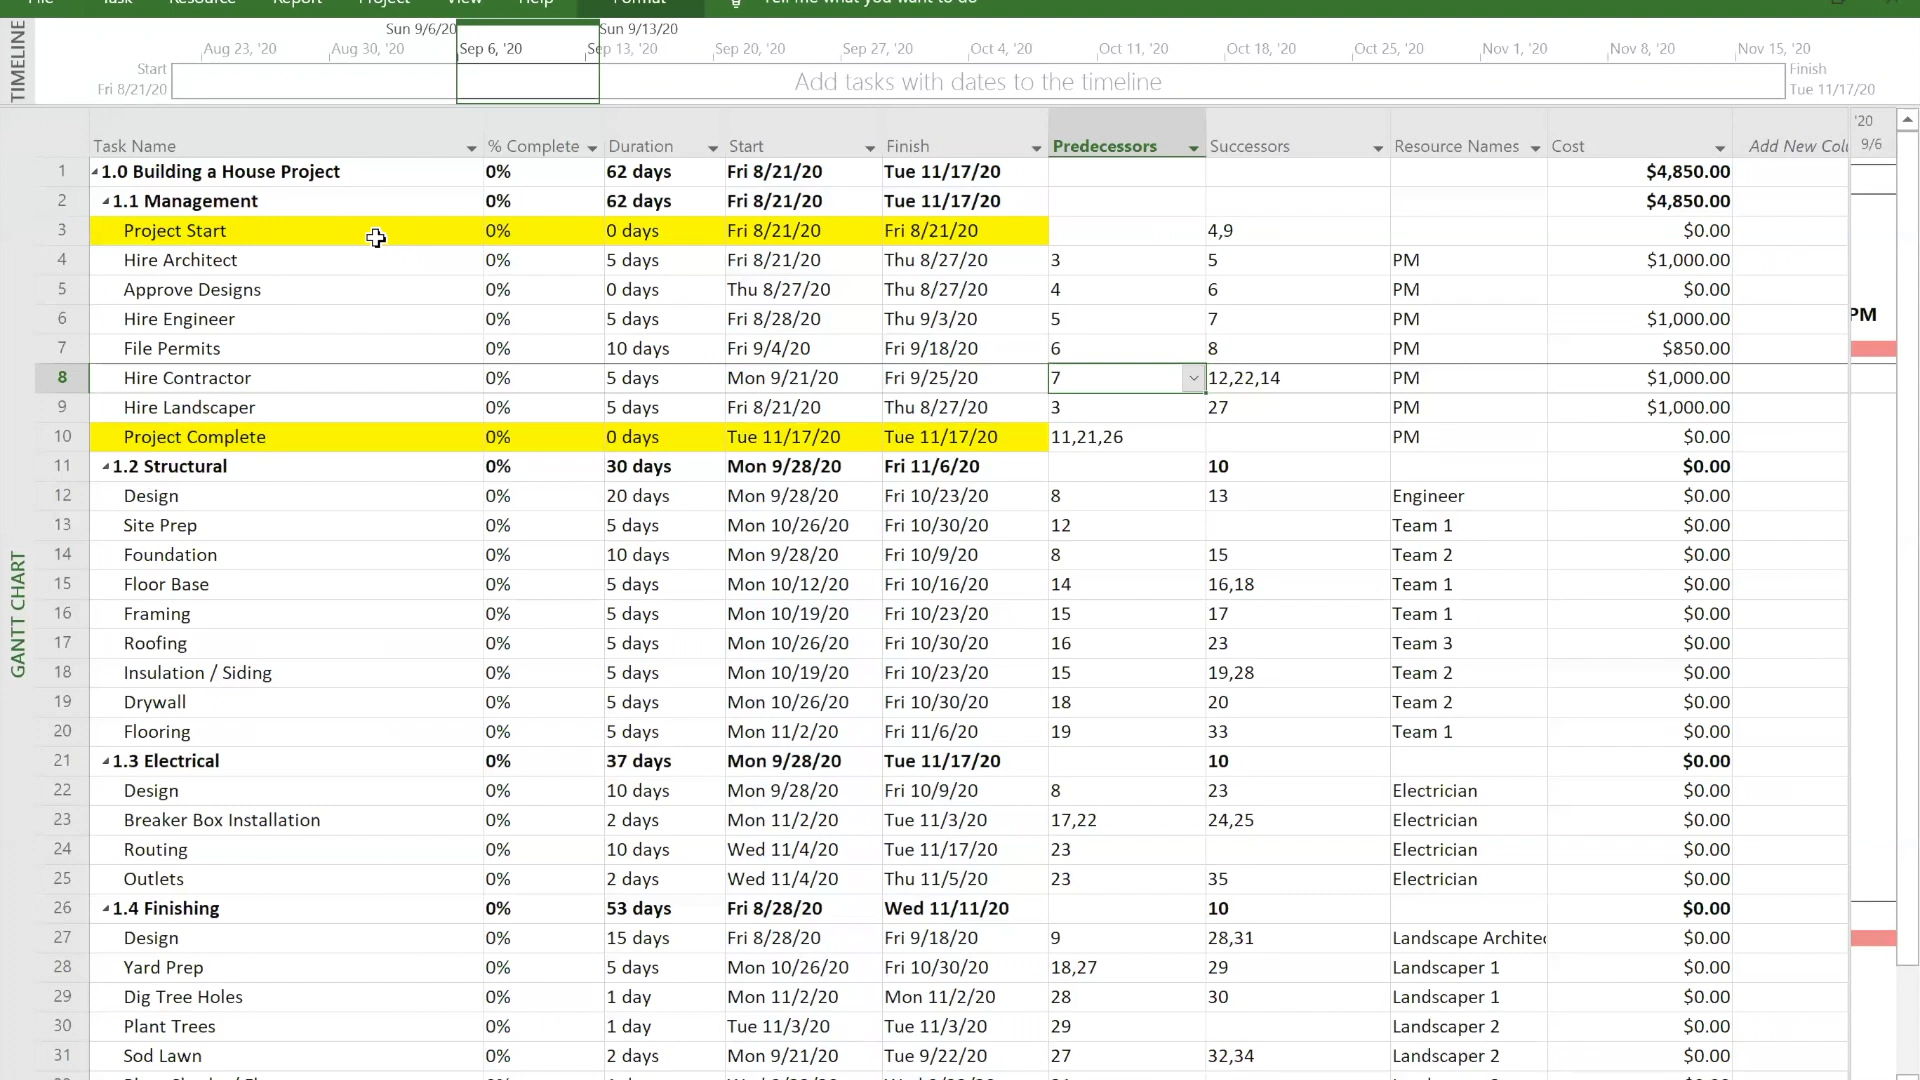 File Task Resource Report Project View Help Format Tell me what you want to do
TIMELINE
Sun 9/6/20 Sun 9/13/20
Aug 23, '20 Aug 30, '20 Sep 6, '20 Sep 13, '20 Sep 20, '20 Sep 27, '20 Oct 4, '20 Oct 11, '20 Oct 18, '20 Oct 25, '20 Nov 1, '20 Nov 8, '20 Nov 15, '20
Start
Fri 8/21/20
Add tasks with dates to the timeline
Finish
Tue 11/17/20
GANTT CHART
'20
Task Name % Complete Duration Start Finish Predecessors Successors Resource Names Cost Add New Colu 9/6
1 1.0 Building a House Project 0% 62 days Fri 8/21/20 Tue 11/17/20 $4,850.00
2 1.1 Management 0% 62 days Fri 8/21/20 Tue 11/17/20 $4,850.00
3 Project Start 0% 0 days Fri 8/21/20 Fri 8/21/20 4,9 $0.00
4 Hire Architect 0% 5 days Fri 8/21/20 Thu 8/27/20 3 5 PM $1,000.00
5 Approve Designs 0% 0 days Thu 8/27/20 Thu 8/27/20 4 6 PM $0.00
6 Hire Engineer 0% 5 days Fri 8/28/20 Thu 9/3/20 5 7 PM $1,000.00 PM
7 File Permits 0% 10 days Fri 9/4/20 Fri 9/18/20 6 8 PM $850.00
8 Hire Contractor 0% 5 days Mon 9/21/20 Fri 9/25/20 7 12,22,14 PM $1,000.00
9 Hire Landscaper 0% 5 days Fri 8/21/20 Thu 8/27/20 3 27 PM $1,000.00
10 Project Complete 0% 0 days Tue 11/17/20 Tue 11/17/20 11,21,26 PM $0.00
11 1.2 Structural 0% 30 days Mon 9/28/20 Fri 11/6/20 10 $0.00
12 Design 0% 20 days Mon 9/28/20 Fri 10/23/20 8 13 Engineer $0.00
13 Site Prep 0% 5 days Mon 10/26/20 Fri 10/30/20 12 Team 1 $0.00
14 Foundation 0% 10 days Mon 9/28/20 Fri 10/9/20 8 15 Team 2 $0.00
15 Floor Base 0% 5 days Mon 10/12/20 Fri 10/16/20 14 16,18 Team 1 $0.00
16 Framing 0% 5 days Mon 10/19/20 Fri 10/23/20 15 17 Team 1 $0.00
17 Roofing 0% 5 days Mon 10/26/20 Fri 10/30/20 16 23 Team 3 $0.00
18 Insulation / Siding 0% 5 days Mon 10/19/20 Fri 10/23/20 15 19,28 Team 2 $0.00
19 Drywall 0% 5 days Mon 10/26/20 Fri 10/30/20 18 20 Team 2 $0.00
20 Flooring 0% 5 days Mon 11/2/20 Fri 11/6/20 19 33 Team 1 $0.00
21 1.3 Electrical 0% 37 days Mon 9/28/20 Tue 11/17/20 10 $0.00
22 Design 0% 10 days Mon 9/28/20 Fri 10/9/20 8 23 Electrician $0.00
23 Breaker Box Installation 0% 2 days Mon 11/2/20 Tue 11/3/20 17,22 24,25 Electrician $0.00
24 Routing 0% 10 days Wed 11/4/20 Tue 11/17/20 23 Electrician $0.00
25 Outlets 0% 2 days Wed 11/4/20 Thu 11/5/20 23 35 Electrician $0.00
26 1.4 Finishing 0% 53 days Fri 8/28/20 Wed 11/11/20 10 $0.00
27 Design 0% 15 days Fri 8/28/20 Fri 9/18/20 9 28,31 Landscape Architec $0.00
28 Yard Prep 0% 5 days Mon 10/26/20 Fri 10/30/20 18,27 29 Landscaper 1 $0.00
29 Dig Tree Holes 0% 1 day Mon 11/2/20 Mon 11/2/20 28 30 Landscaper 1 $0.00
30 Plant Trees 0% 1 day Tue 11/3/20 Tue 11/3/20 29 Landscaper 2 $0.00
31 Sod Lawn 0% 2 days Mon 9/21/20 Tue 9/22/20 27 32,34 Landscaper 2 $0.00